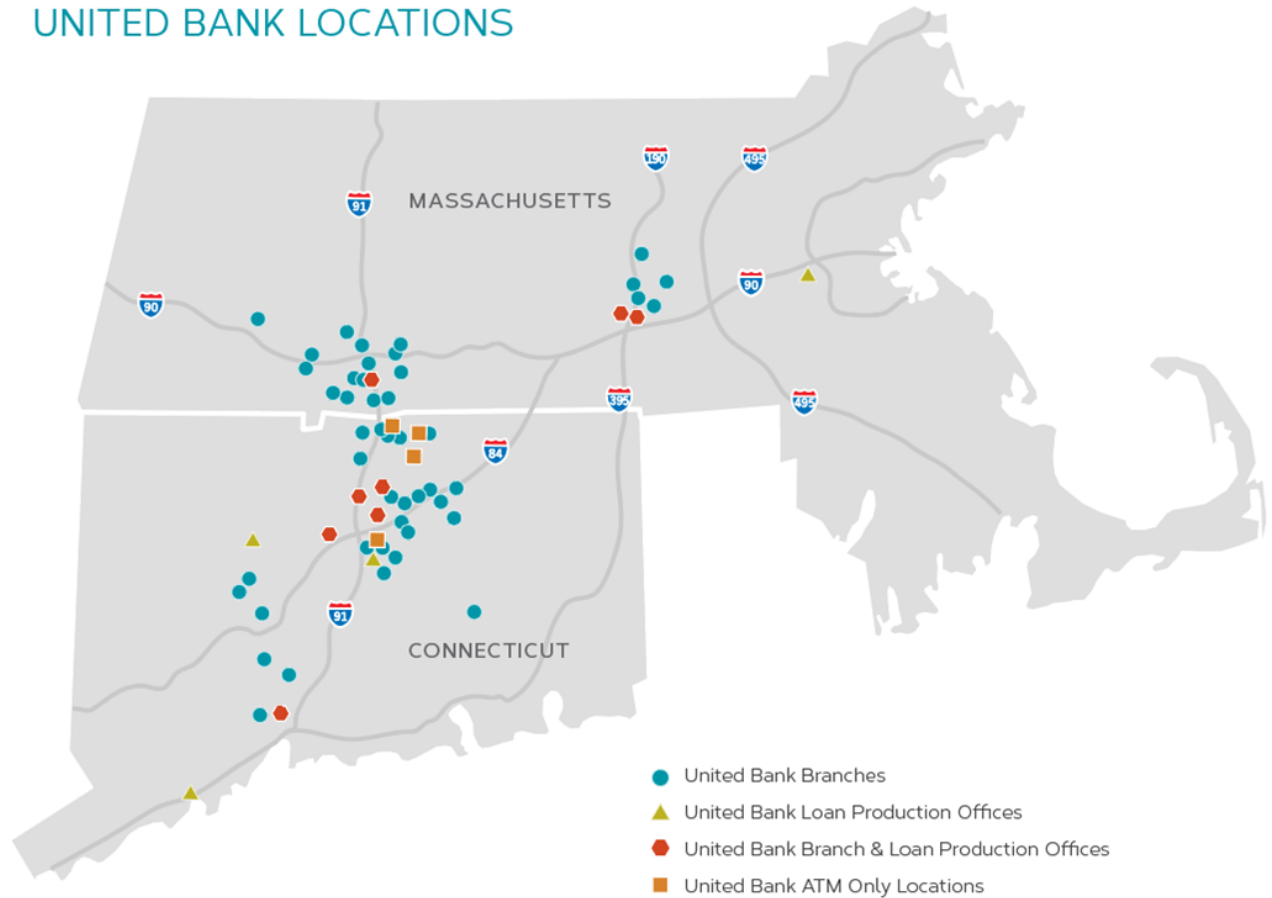 UNITED BANK LOCATIONS
190
495
91
MASSACHUSETTS
90
90
395
495
84
91
CONNECTICUT
United Bank Branches
United Bank Loan Production Offices
United Bank Branch & Loan Production Offices
United Bank ATM Only Locations